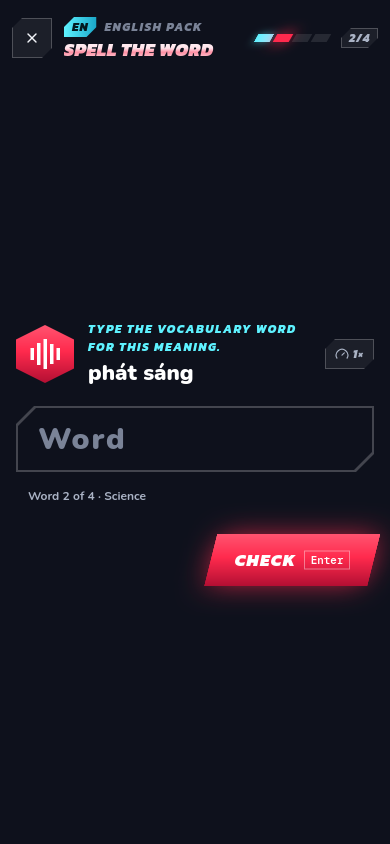 EN ENGLISH PACK
SPELL THE WORD
2/4
TYPE THE VOCABULARY WORD
FOR THIS MEANING.
phát sáng
1×
Word
Word 2 of 4 · Science
CHECK Enter